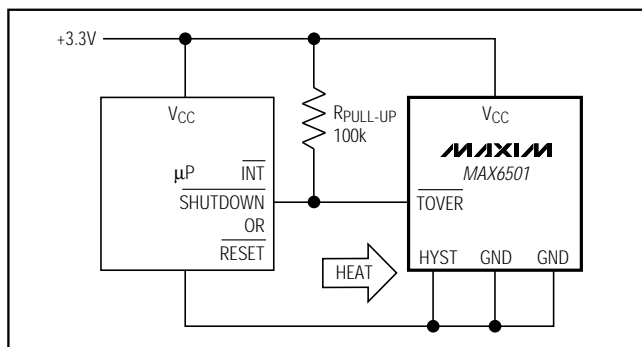 +3.3V
VCC
RPULL-UP
100k
VCC
MAXIM
MAX6501
µP
INT
SHUTDOWN
OR
RESET
TOVER
HEAT
HYST GND GND